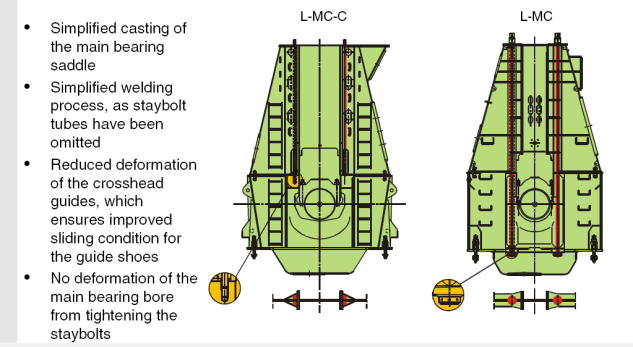 L-MC-C
L-MC
• Simplified casting of
the main bearing
saddle
• Simplified welding
process, as staybolt
tubes have been
omitted
• Reduced deformation
of the crosshead
guides, which
ensures improved
sliding condition for
the guide shoes
• No deformation of the
main bearing bore
from tightening the
staybolts